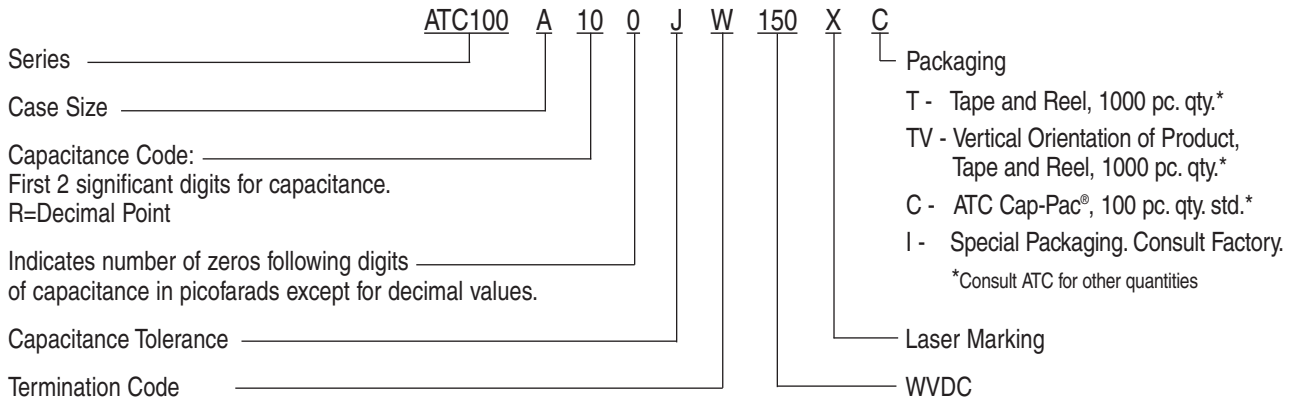 ATC100 A 10 0 J W 150 X C
Series
Case Size
Capacitance Code:
First 2 significant digits for capacitance.
R=Decimal Point
Indicates number of zeros following digits
of capacitance in picofarads except for decimal values.
Capacitance Tolerance
Termination Code
Packaging
T - Tape and Reel, 1000 pc. qty.*
TV - Vertical Orientation of Product,
Tape and Reel, 1000 pc. qty.*
C - ATC Cap-Pac®, 100 pc. qty. std.*
I - Special Packaging. Consult Factory.
*Consult ATC for other quantities
Laser Marking
WVDC